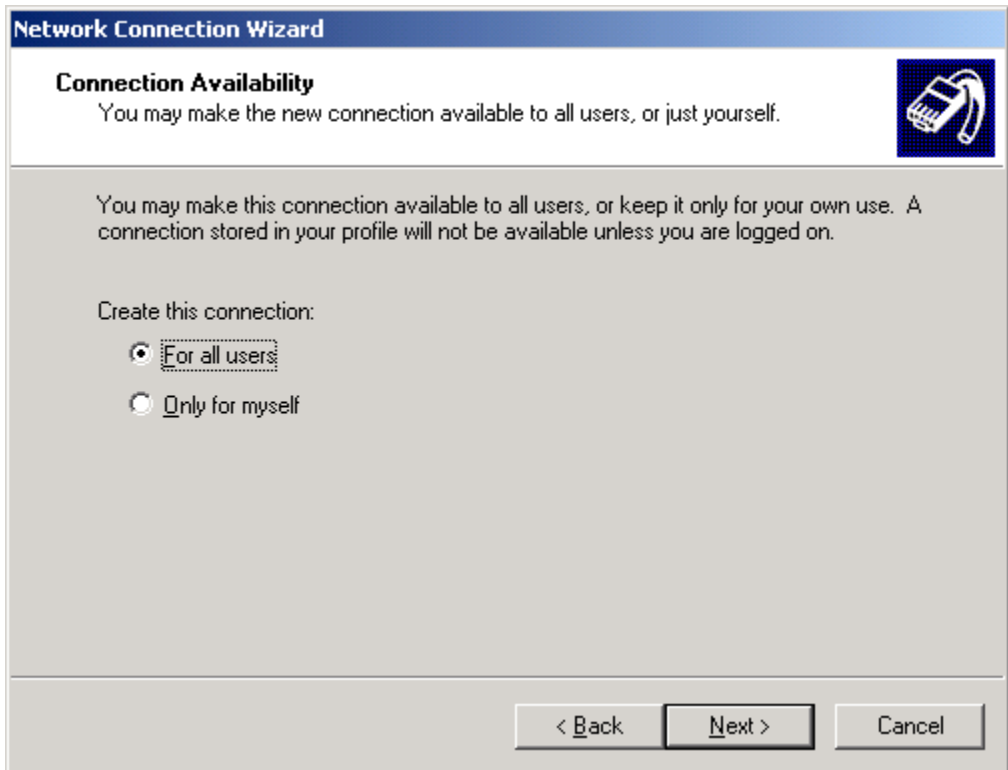 Network Connection Wizard
Connection Availability
You may make the new connection available to all users, or just yourself.
You may make this connection available to all users, or keep it only for your own use.  A
connection stored in your profile will not be available unless you are logged on.
Create this connection:
For all users
Only for myself
< Back
Next >
Cancel